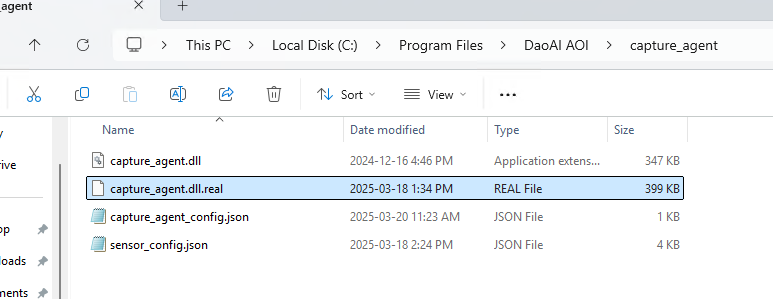 _agent
This PC > Local Disk (C:) > Program Files > DaoAI AOI > capture_agent
Sort View ...
Name Date modified Type Size
capture_agent.dll 2024-12-16 4:46 PM Application extens... 347 KB
capture_agent.dll.real 2025-03-18 1:34 PM REAL File 399 KB
capture_agent_config.json 2025-03-20 11:23 AM JSON File 1 KB
sensor_config.json 2025-03-18 2:24 PM JSON File 4 KB
y
rive
op
loads
ments